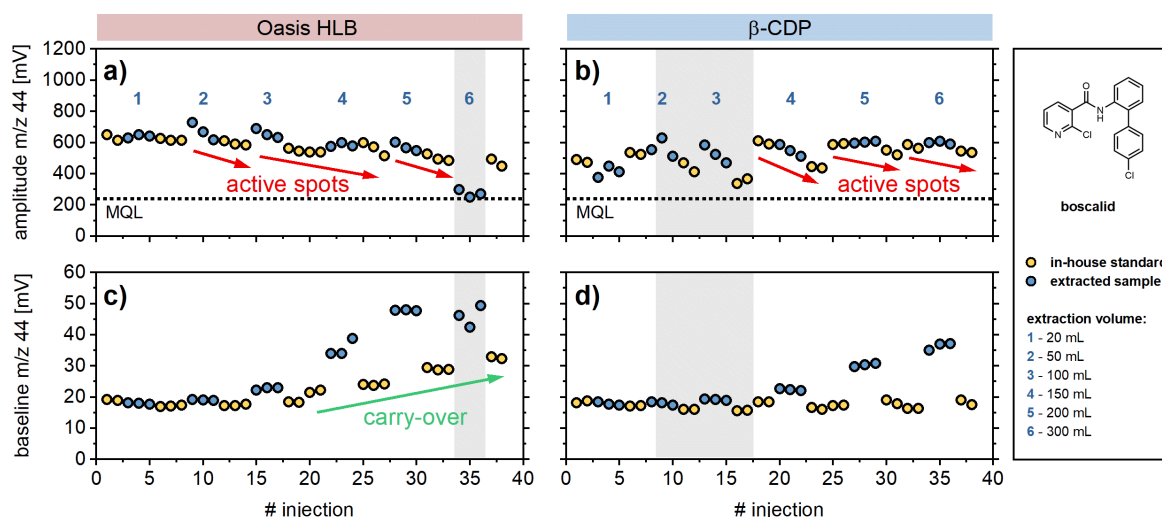 Oasis HLB
β-CDP
amplitude m/z 44 [mV]
1200
1000
800
600
400
200
0
a)
1 2 3 4 5 6
active spots
MQL
b)
1 2 3 4 5 6
active spots
MQL
baseline m/z 44 [mV]
60
50
40
30
20
10
0
c)
carry-over
d)
0 5 10 15 20 25 30 35 40
# injection
0 5 10 15 20 25 30 35 40
# injection
O
N
H
N
Cl
Cl
boscalid
in-house standard
extracted sample
extraction volume:
1 - 20 mL
2 - 50 mL
3 - 100 mL
4 - 150 mL
5 - 200 mL
6 - 300 mL